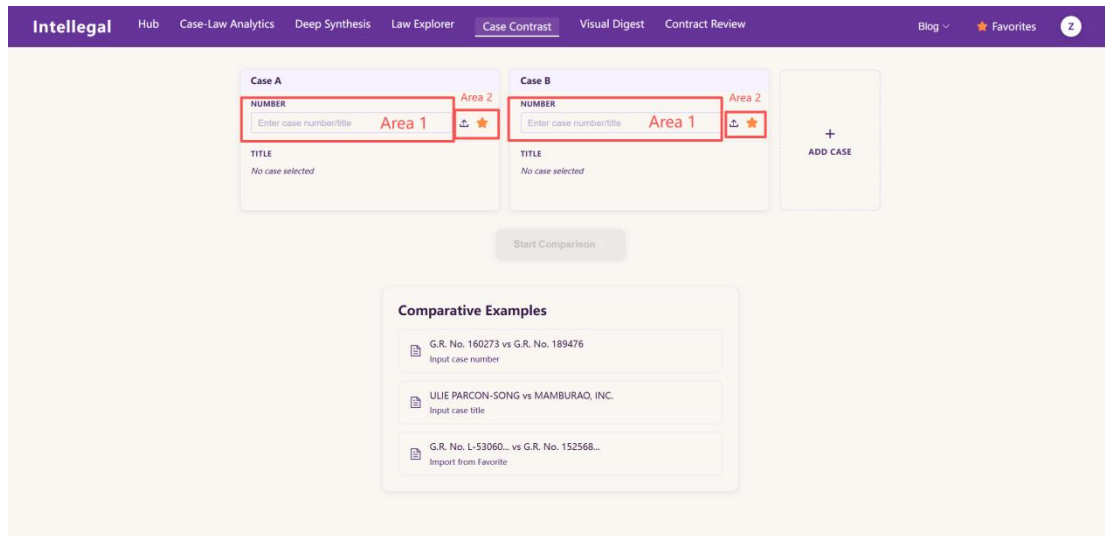 Intellegal Hub Case-Law Analytics Deep Synthesis Law Explorer Case Contrast Visual Digest Contract Review Blog Favorites Z
Case A
NUMBER
Area 2
Enter case number/title
Area 1
TITLE
No case selected
Case B
NUMBER
Area 2
Enter case number/title
Area 1
TITLE
No case selected
+
ADD CASE
Start Comparison
Comparative Examples
G.R. No. 160273 vs G.R. No. 189476
Input case number
ULIE PARCON-SONG vs MAMBURAO, INC.
Input case title
G.R. No. L-53060... vs G.R. No. 152568...
Import from Favorite